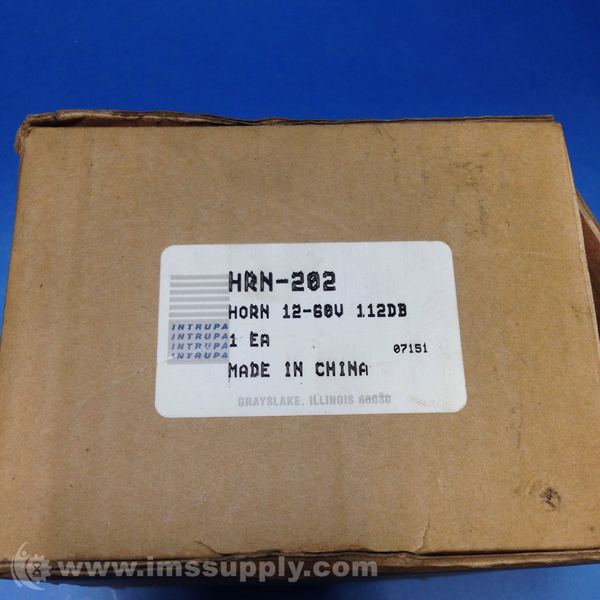 HRN-202
HORN 12-60V 112DB
INTRUPA
INTRUPA
INTRUPA
INTRUPA
1 EA
07151
MADE IN CHINA
GRAYSLAKE, ILLINOIS 60030
www.imssupply.com